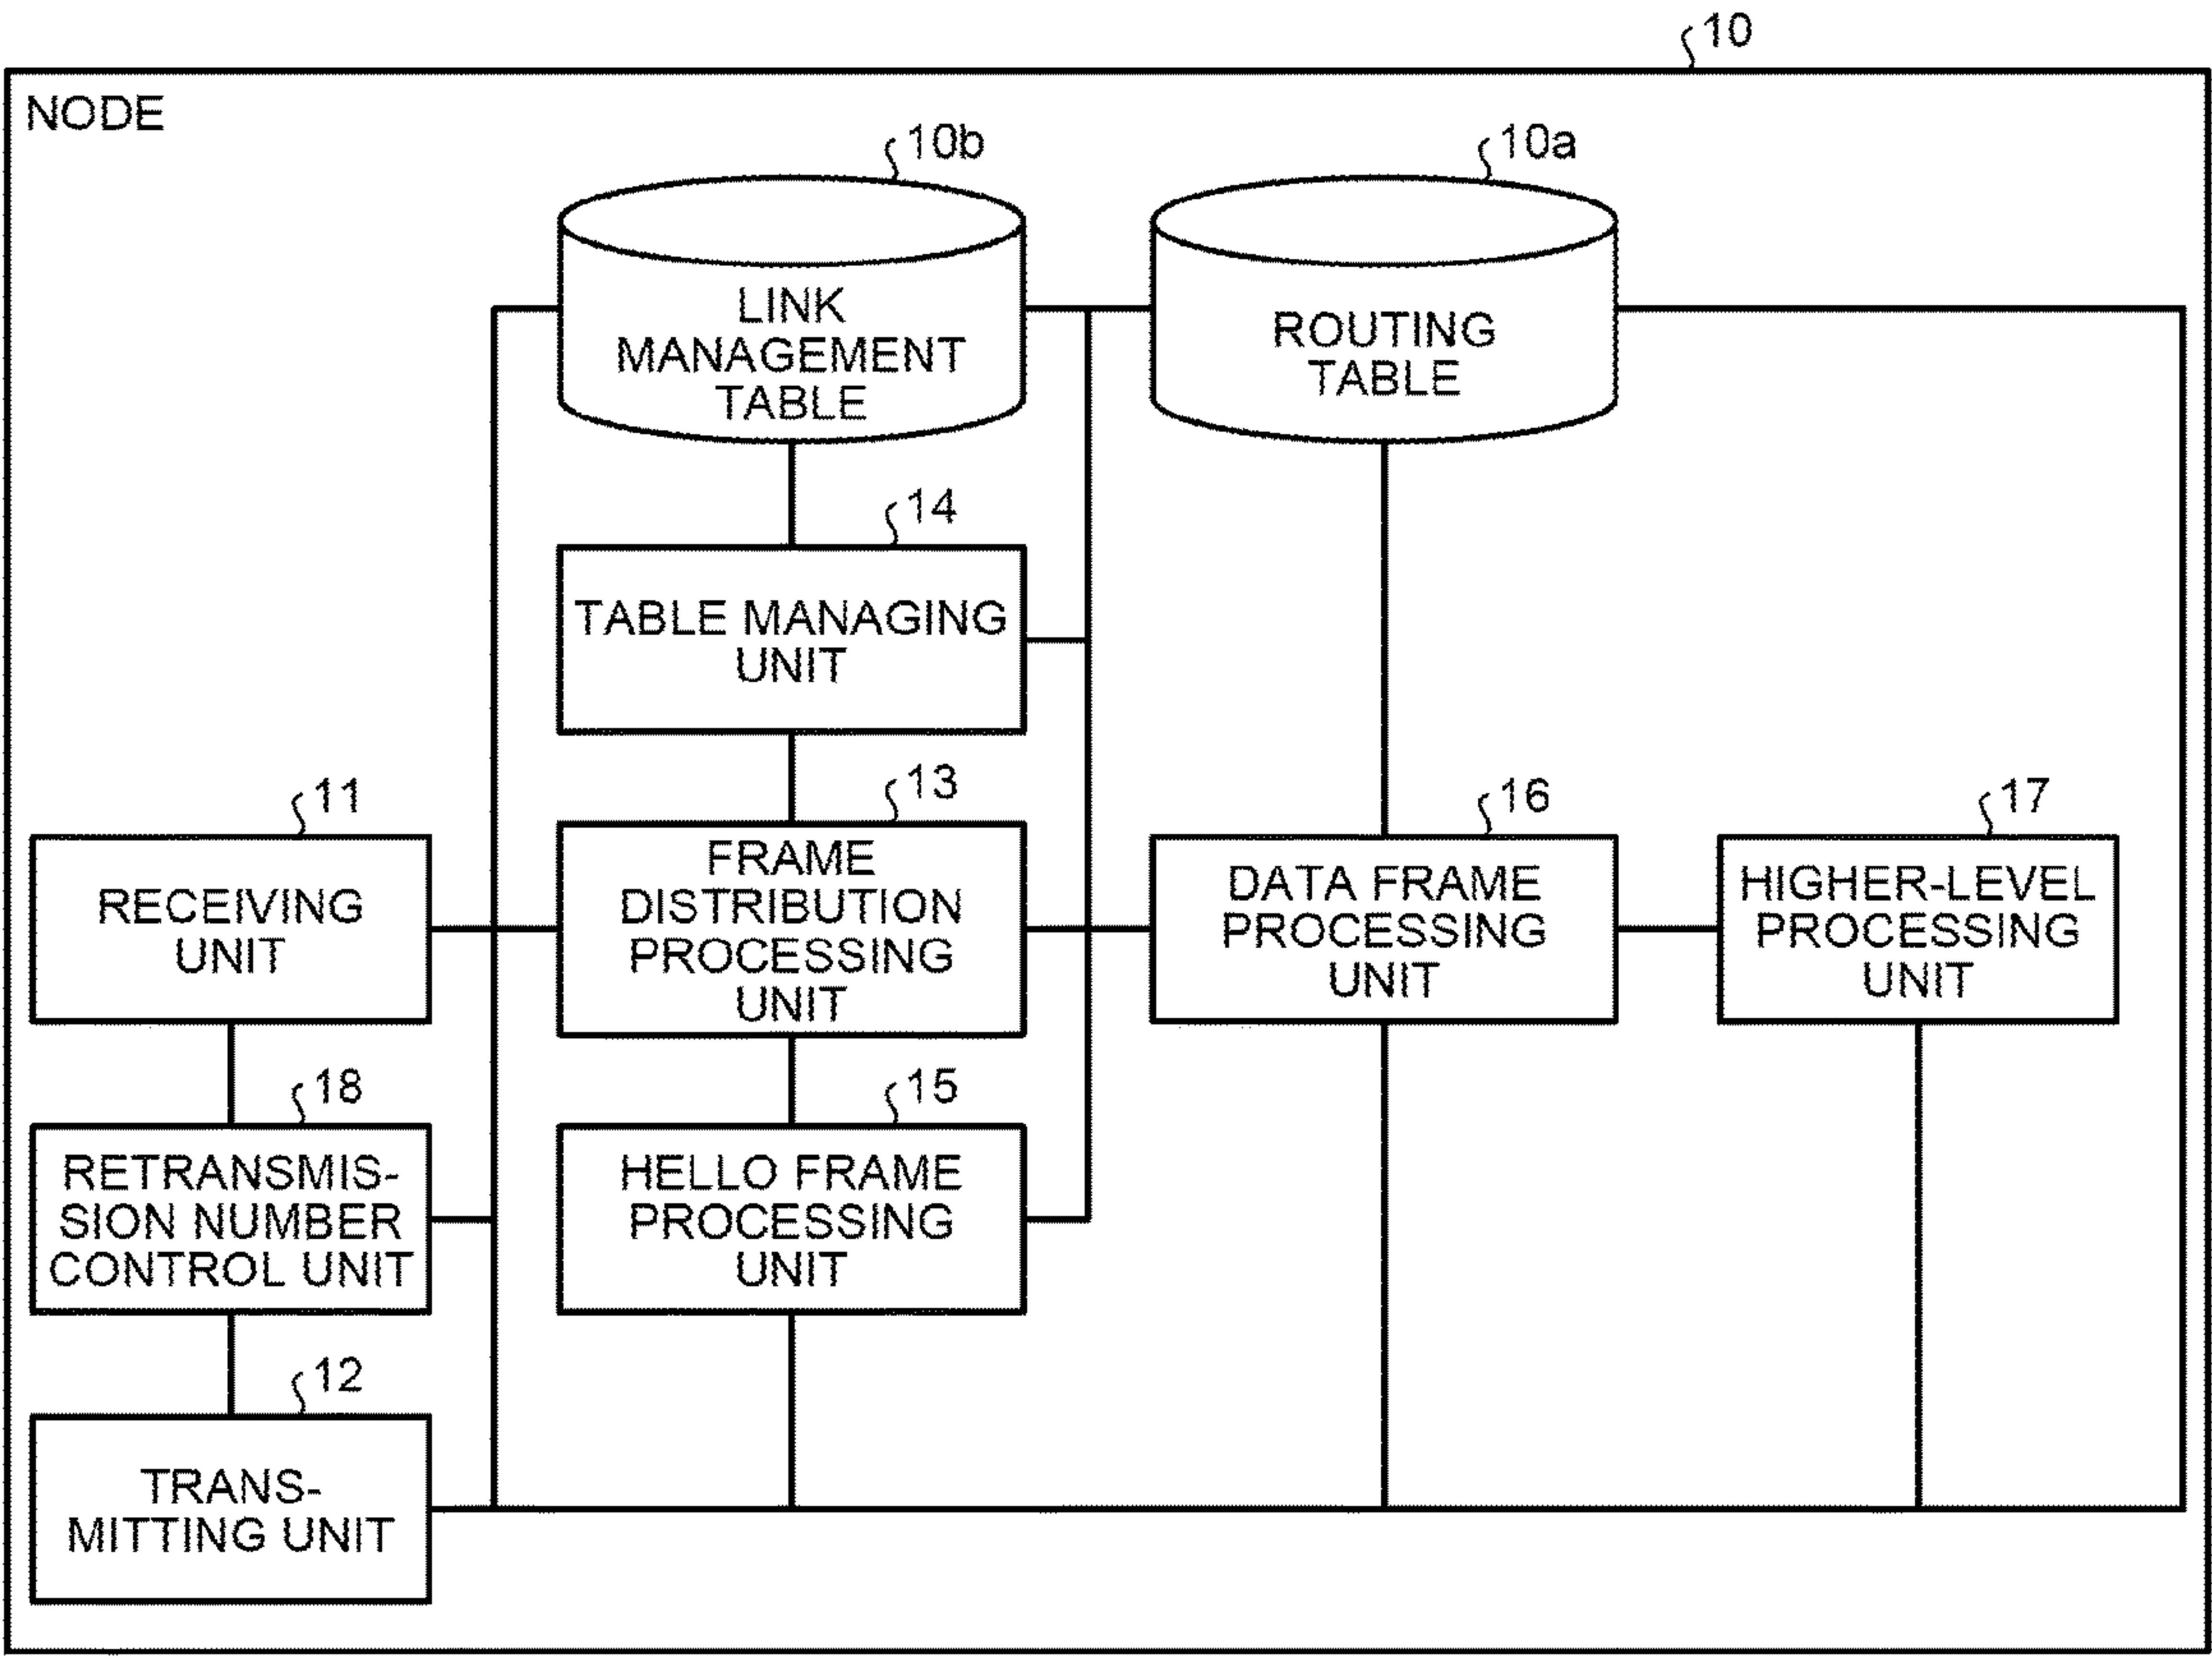 10
NODE
10b
10a
LINK
MANAGEMENT
TABLE
ROUTING
TABLE
14
TABLE MANAGING
UNIT
11
RECEIVING
UNIT
13
FRAME
DISTRIBUTION
PROCESSING
UNIT
16
DATA FRAME
PROCESSING
UNIT
17
HIGHER-LEVEL
PROCESSING
UNIT
18
RETRANSMIS-
SION NUMBER
CONTROL UNIT
15
HELLO FRAME
PROCESSING
UNIT
12
TRANS-
MITTING UNIT